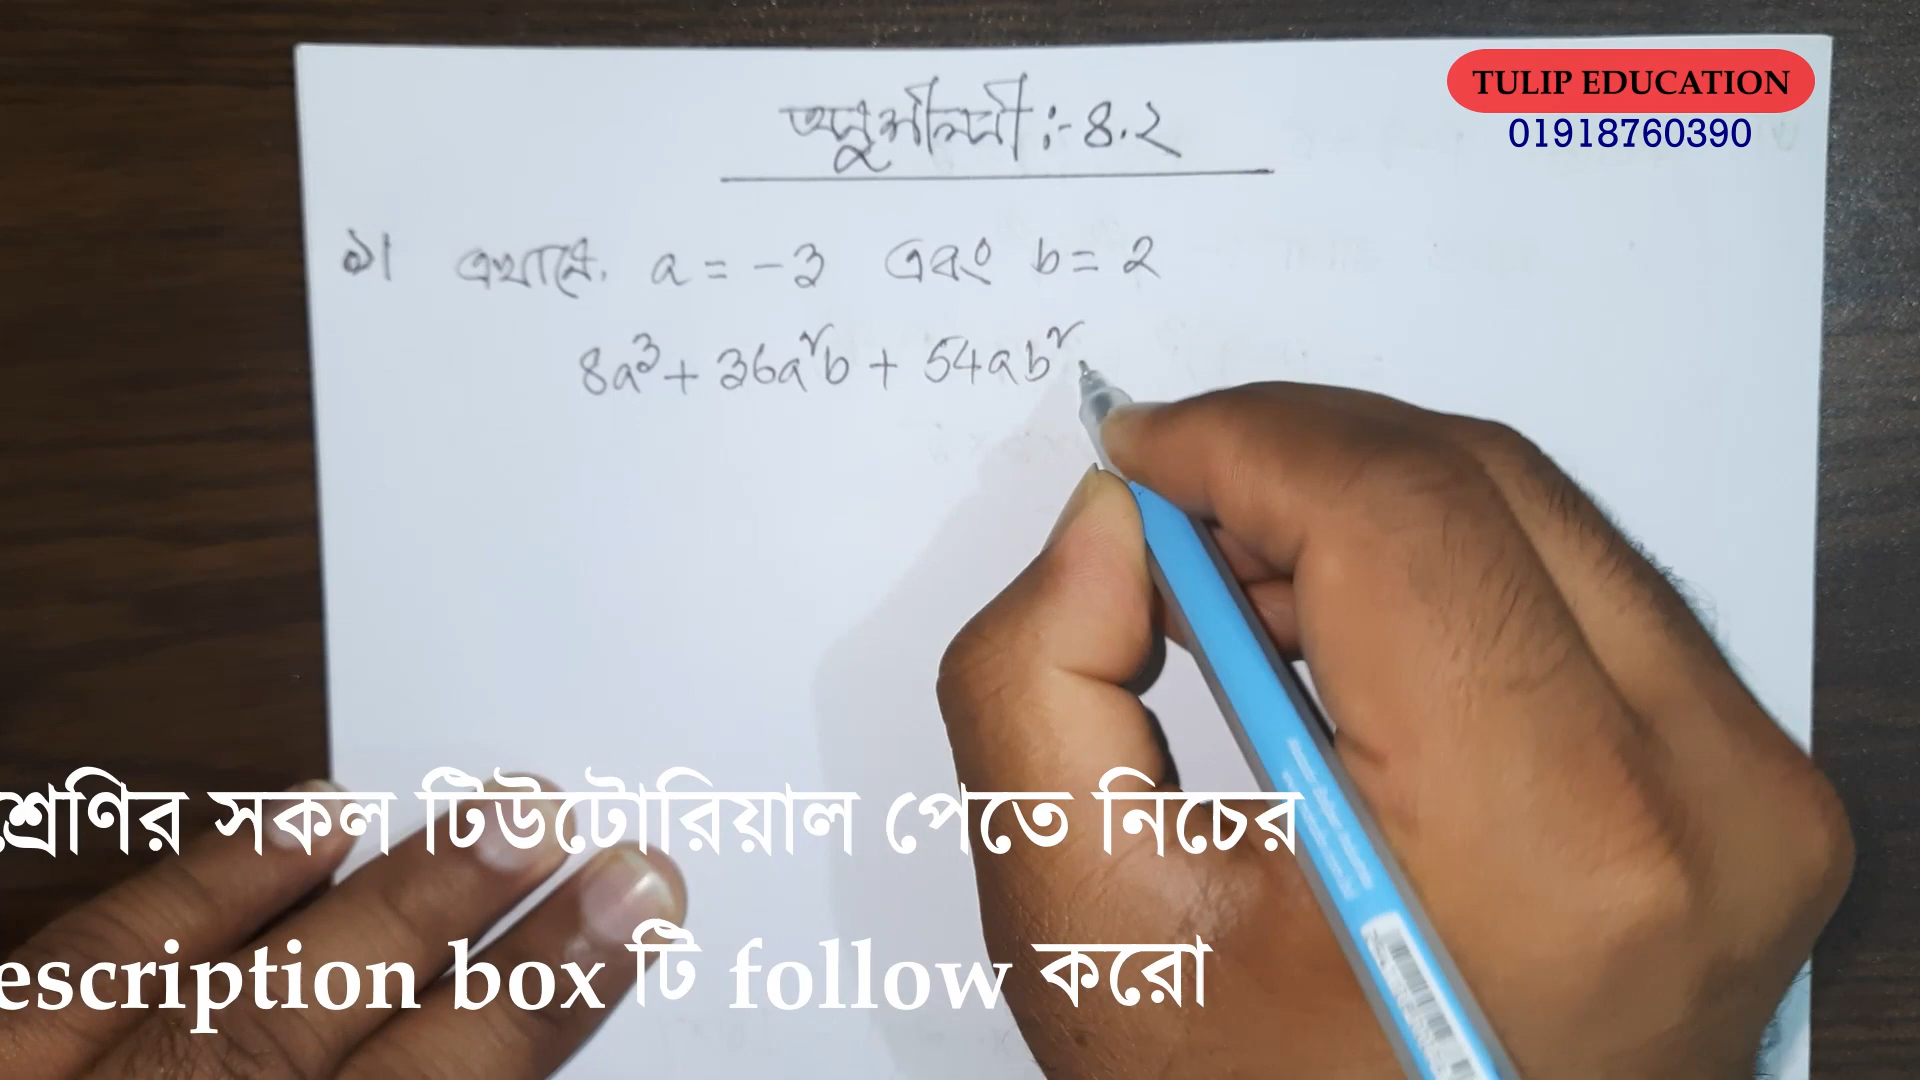 TULIP EDUCATION
01918760390
অনুশীলনী :- ৪.২
৯। এখানে, a = -3 এবং b = 2
8a³ + 36a²b + 54ab²
শ্রেণির সকল টিউটোরিয়াল পেতে নিচের
escription box টি follow করো